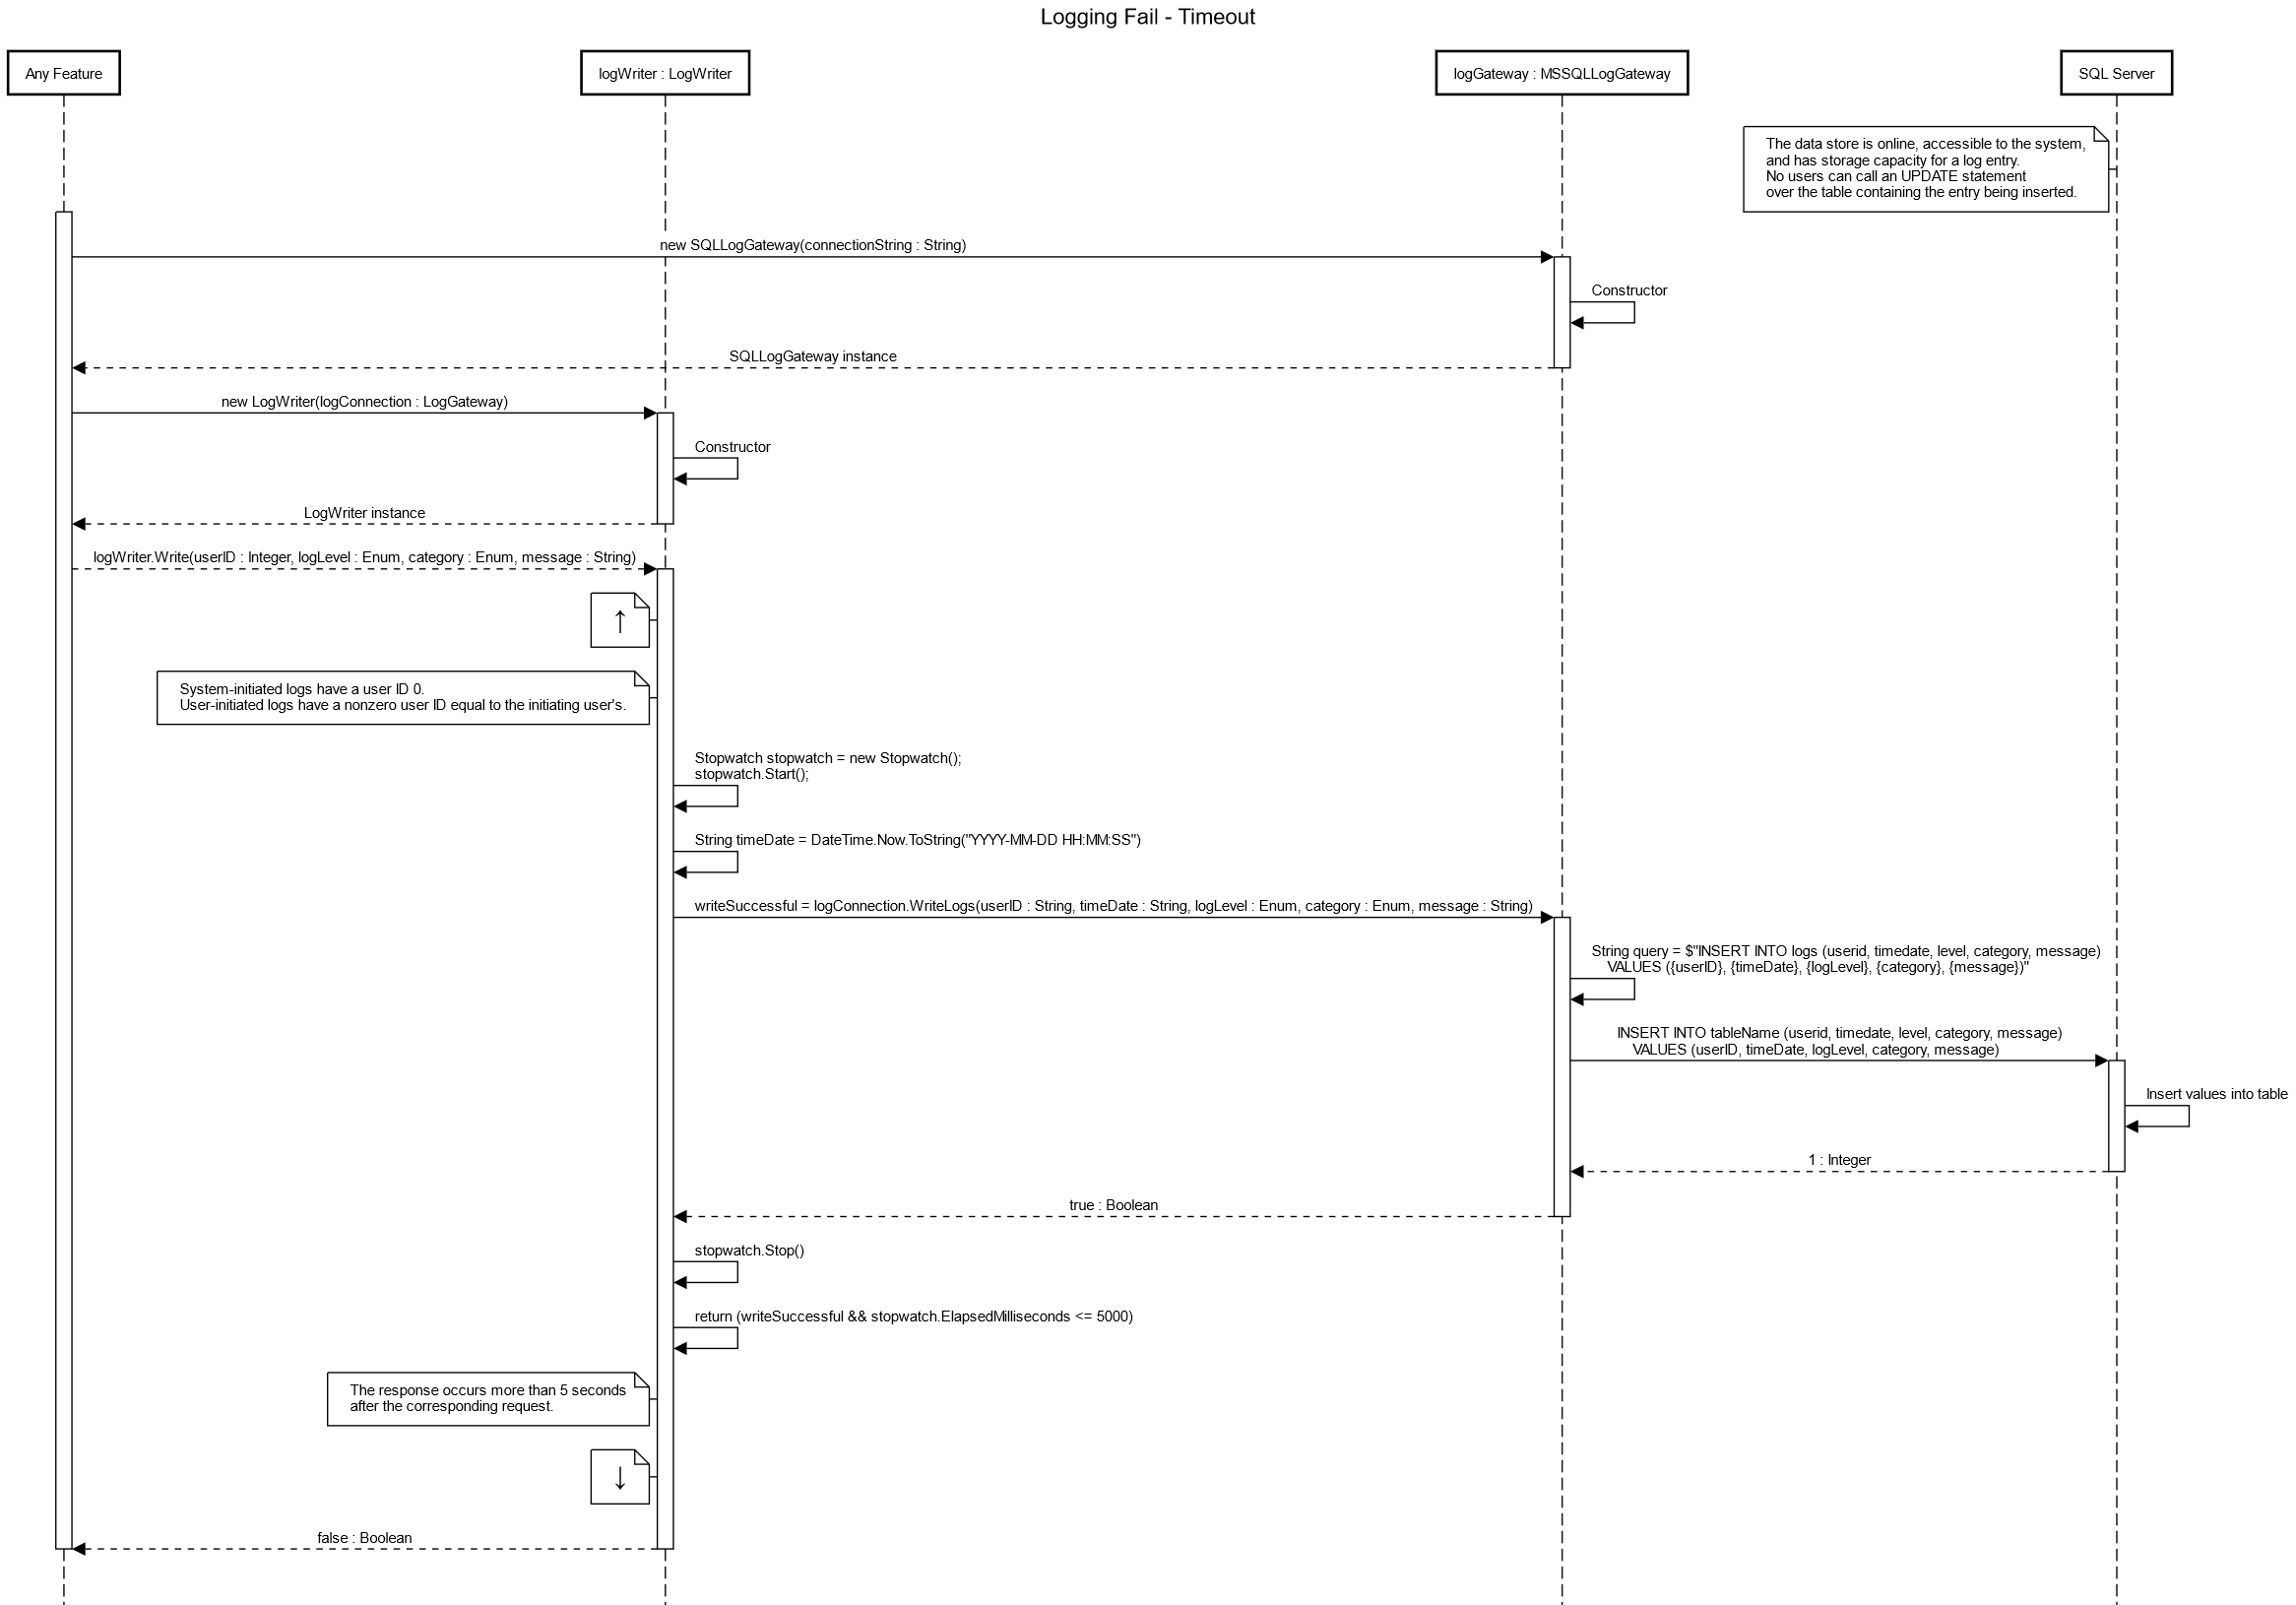 Logging Fail - Timeout
Any Feature
logWriter : LogWriter
logGateway : MSSQLLogGateway
SQL Server
The data store is online, accessible to the system,
and has storage capacity for a log entry.
No users can call an UPDATE statement
over the table containing the entry being inserted.
new SQLLogGateway(connectionString : String)
Constructor
SQLLogGateway instance
new LogWriter(logConnection : LogGateway)
Constructor
LogWriter instance
logWriter.Write(userID : Integer, logLevel : Enum, category : Enum, message : String)
↑
System-initiated logs have a user ID 0.
User-initiated logs have a nonzero user ID equal to the initiating user's.
Stopwatch stopwatch = new Stopwatch();
stopwatch.Start();
String timeDate = DateTime.Now.ToString("YYYY-MM-DD HH:MM:SS")
writeSuccessful = logConnection.WriteLogs(userID : String, timeDate : String, logLevel : Enum, category : Enum, message : String)
String query = $"INSERT INTO logs (userid, timedate, level, category, message)
VALUES ({userID}, {timeDate}, {logLevel}, {category}, {message})"
INSERT INTO tableName (userid, timedate, level, category, message)
VALUES (userID, timeDate, logLevel, category, message)
Insert values into table
1 : Integer
true : Boolean
stopwatch.Stop()
return (writeSuccessful && stopwatch.ElapsedMilliseconds <= 5000)
The response occurs more than 5 seconds
after the corresponding request.
↓
false : Boolean